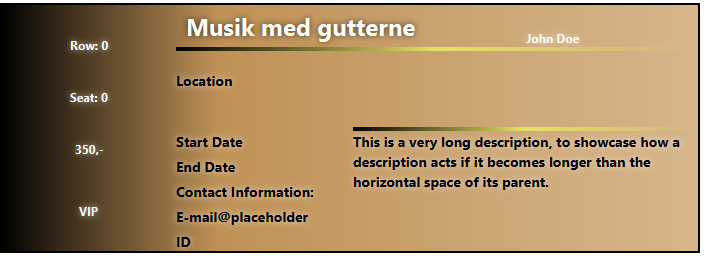 Musik med gutterne
John Doe
Row: 0
Seat: 0
350,-
VIP
Location
Start Date
End Date
Contact Information:
E-mail@placeholder
ID
This is a very long description, to showcase how a
description acts if it becomes longer than the
horizontal space of its parent.